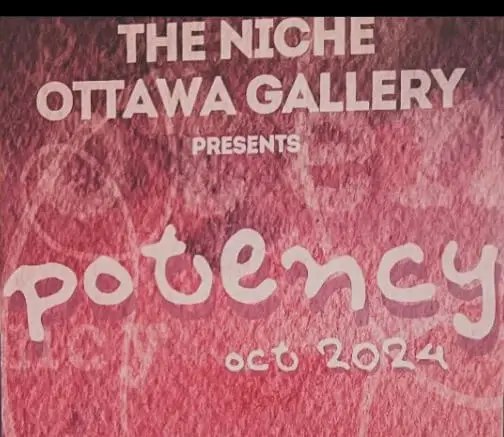 THE NICHE
OTTAWA GALLERY
PRESENTS
potency
oct 2024